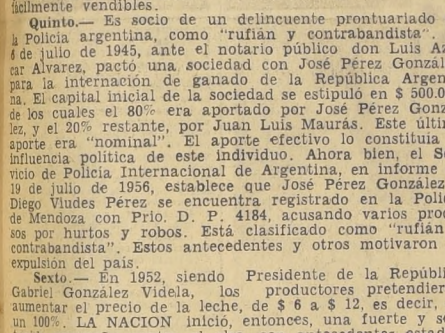 fácilmente vendibles.
Quinto.— Es socio de un delincuente prontuariado
la Policía argentina, como "rufián y contrabandista".
6 de julio de 1945, ante el notario público don Luis Az
car Alvarez, pactó una sociedad con José Pérez Gonzál
para la internación de ganado de la República Argen
na. El capital inicial de la sociedad se estipuló en $ 500.0
de los cuales el 80% era aportado por José Pérez Gonz
lez, y el 20% restante, por Juan Luis Maurás. Este últim
aporte era "nominal". El aporte efectivo lo constituía
influencia política de este individuo. Ahora bien, el Se
vicio de Policía Internacional de Argentina, en informe
19 de julio de 1956, establece que José Pérez González
Diego Viudes Pérez se encuentra registrado en la Polic
de Mendoza con Prio. D. P. 4184, acusando varios proc
sos por hurtos y robos. Está clasificado como "rufián
contrabandista". Estos antecedentes y otros motivaron
expulsión del país.
Sexto.— En 1952, siendo Presidente de la Repúbli
Gabriel González Videla, los productores pretendier
aumentar el precio de la leche, de $ 6 a $ 12, es decir,
un 100%. LA NACION inició, entonces, una fuerte y se